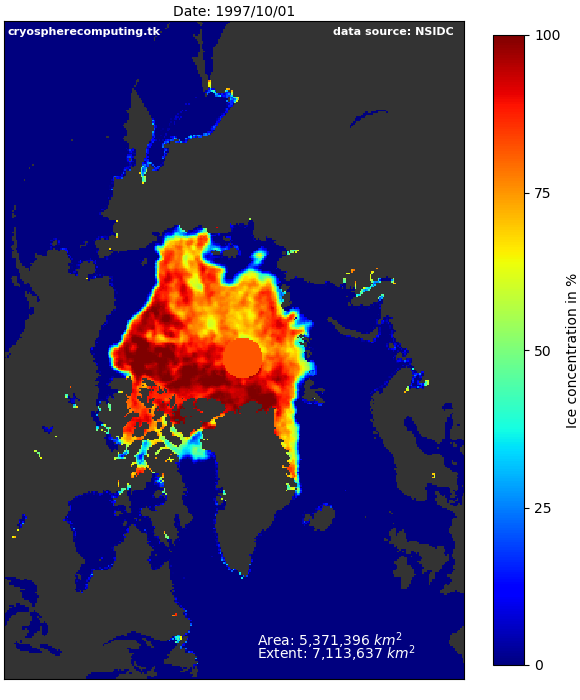 Date: 1997/10/01
cryospherecomputing.tk
data source: NSIDC
100
75
50
25
0
Ice concentration in %
Area: 5,371,396 km²
Extent: 7,113,637 km²